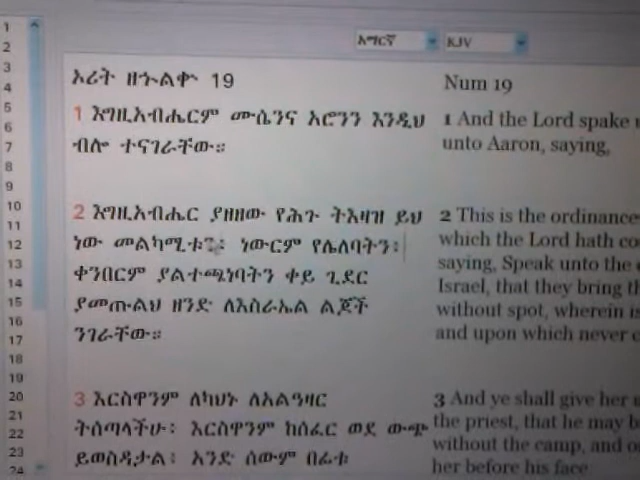 1
2
3
4
5
6
7
8
9
10
11
12
13
14
15
16
17
18
19
20
21
22
23
24
አማርኛ
KJV
ኦሪት ዘኍልቍ 19
1 እግዚአብሔርም ሙሴንና አሮንን እንዲህ
ብሎ ተናገራቸው።
2 እግዚአብሔር ያዘዘው የሕጉ ትእዛዝ ይህ
ነው መልካሚቱን፥ ነውርም የሌለባትን፥
ቀንበርም ያልተጫነባትን ቀይ ጊደር
ያመጡልህ ዘንድ ለእስራኤል ልጆች
ንገራቸው።
3 እርስዋንም ለካህኑ ለአልዓዛር
ትሰጣላችሁ፥ እርስዋንም ከሰፈር ወደ ውጭ
ይወስዳታል፥ አንድ ሰውም በፊቱ
Num 19
1 And the Lord spake
unto Aaron, saying,
2 This is the ordinance
which the Lord hath
saying, Speak unto the
Israel, that they bring
without spot, wherein is
and upon which never
3 And ye shall give her
the priest, that he may
without the camp, and
her before his face